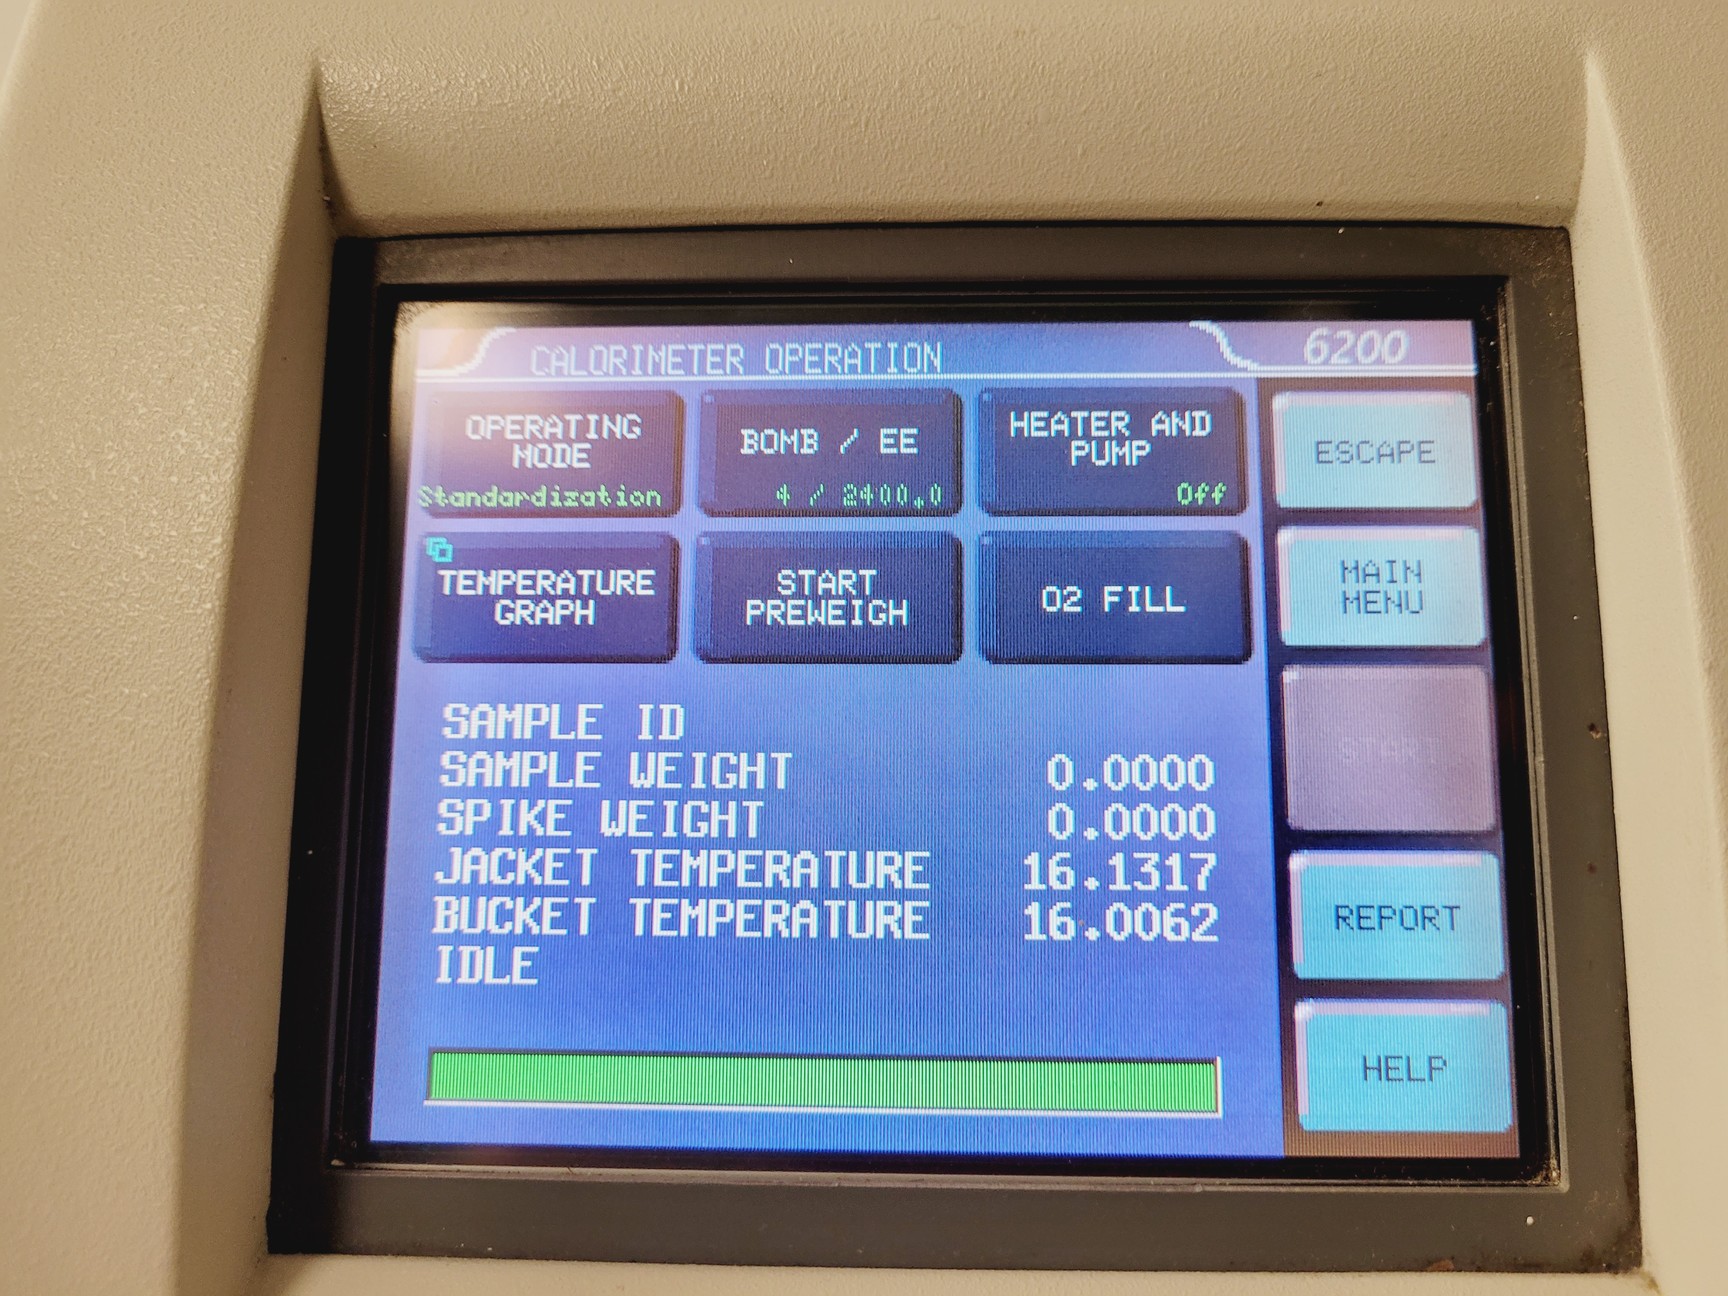 CALORIMETER OPERATION
6200
OPERATING
MODE
Standardization
BOMB / EE
4 / 2400.0
HEATER AND
PUMP
Off
ESCAPE
TEMPERATURE
GRAPH
START
PREWEIGH
O2 FILL
MAIN
MENU
SAMPLE ID
SAMPLE WEIGHT 0.0000
SPIKE WEIGHT 0.0000
JACKET TEMPERATURE 16.1317
BUCKET TEMPERATURE 16.0062
IDLE
REPORT
HELP